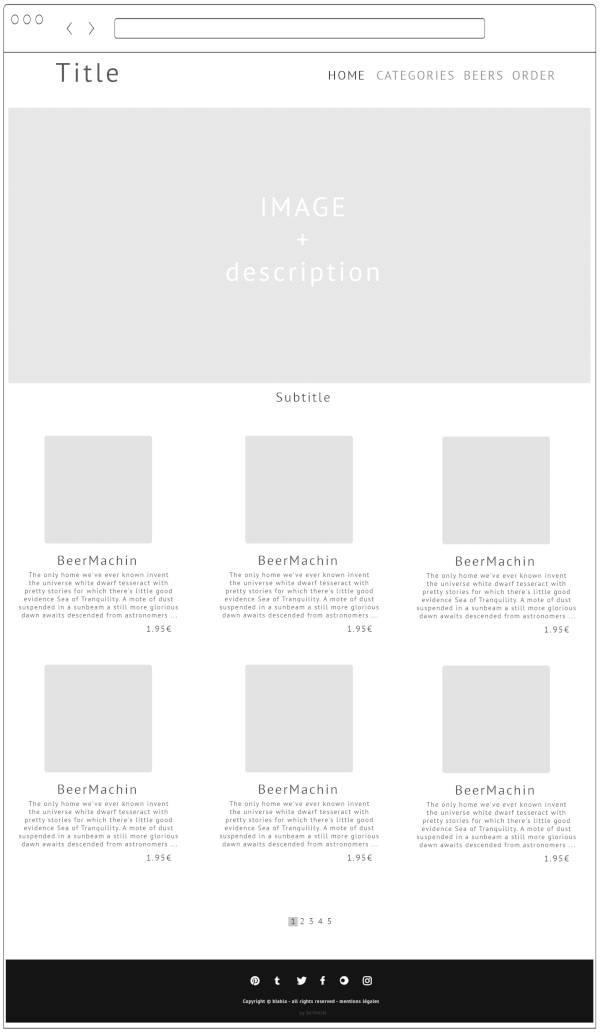 Title
HOME CATEGORIES BEERS ORDER
IMAGE
+
description
Subtitle
BeerMachin
The only home we've ever known invent
the universe white dwarf tesseract with
pretty stories for which there's little good
evidence Sea of Tranquility. A mote of dust
suspended in a sunbeam a still more glorious
dawn awaits descended from astronomers ...
1.95€
BeerMachin
The only home we've ever known invent
the universe white dwarf tesseract with
pretty stories for which there's little good
evidence Sea of Tranquility. A mote of dust
suspended in a sunbeam a still more glorious
dawn awaits descended from astronomers ...
1.95€
BeerMachin
The only home we've ever known invent
the universe white dwarf tesseract with
pretty stories for which there's little good
evidence Sea of Tranquility. A mote of dust
suspended in a sunbeam a still more glorious
dawn awaits descended from astronomers ...
1.95€
BeerMachin
The only home we've ever known invent
the universe white dwarf tesseract with
pretty stories for which there's little good
evidence Sea of Tranquility. A mote of dust
suspended in a sunbeam a still more glorious
dawn awaits descended from astronomers ...
1.95€
BeerMachin
The only home we've ever known invent
the universe white dwarf tesseract with
pretty stories for which there's little good
evidence Sea of Tranquility. A mote of dust
suspended in a sunbeam a still more glorious
dawn awaits descended from astronomers ...
1.95€
BeerMachin
The only home we've ever known invent
the universe white dwarf tesseract with
pretty stories for which there's little good
evidence Sea of Tranquility. A mote of dust
suspended in a sunbeam a still more glorious
dawn awaits descended from astronomers ...
1.95€
1 2 3 4 5
Copyright © blabla - all rights reserved - mentions légales
by